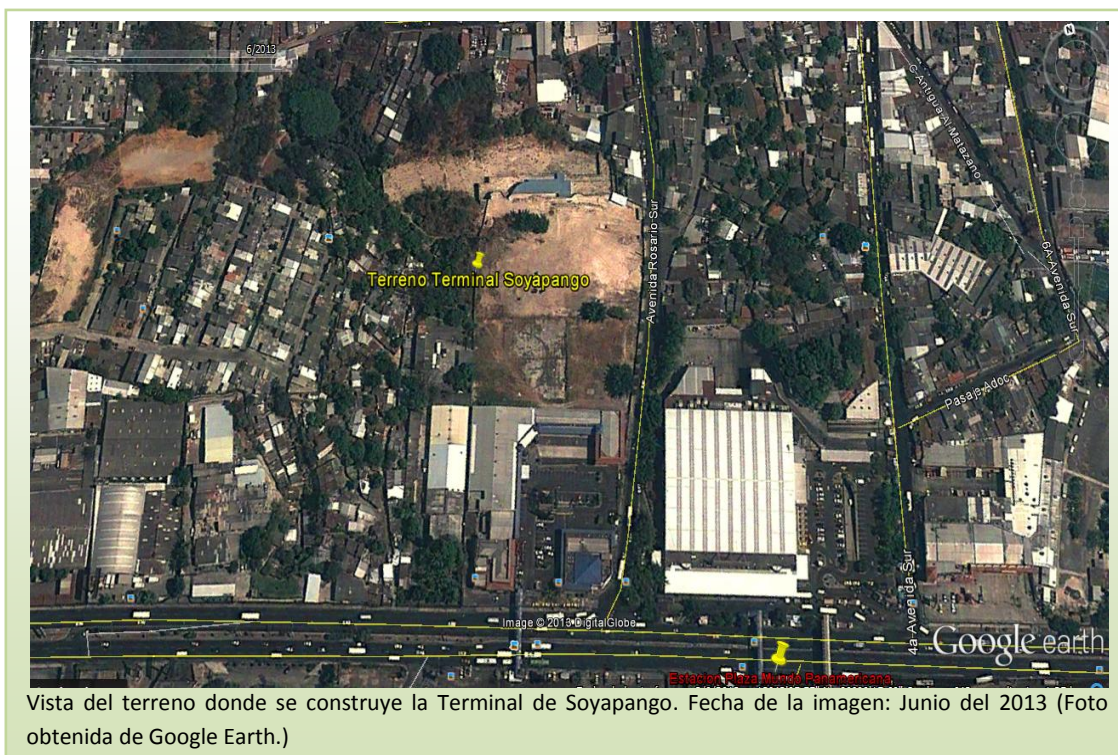 6/2013
N
C Antigua Al Matazano
Avenida Rosario Sur
6A Avenida Sur
Terreno Terminal Soyapango
Pasaje Adoc
4a Avenida Sur
Image © 2013 DigitalGlobe
Google earth
Estacion Plaza Mundo Panamericana
Vista del terreno donde se construye la Terminal de Soyapango. Fecha de la imagen: Junio del 2013 (Foto
obtenida de Google Earth.)